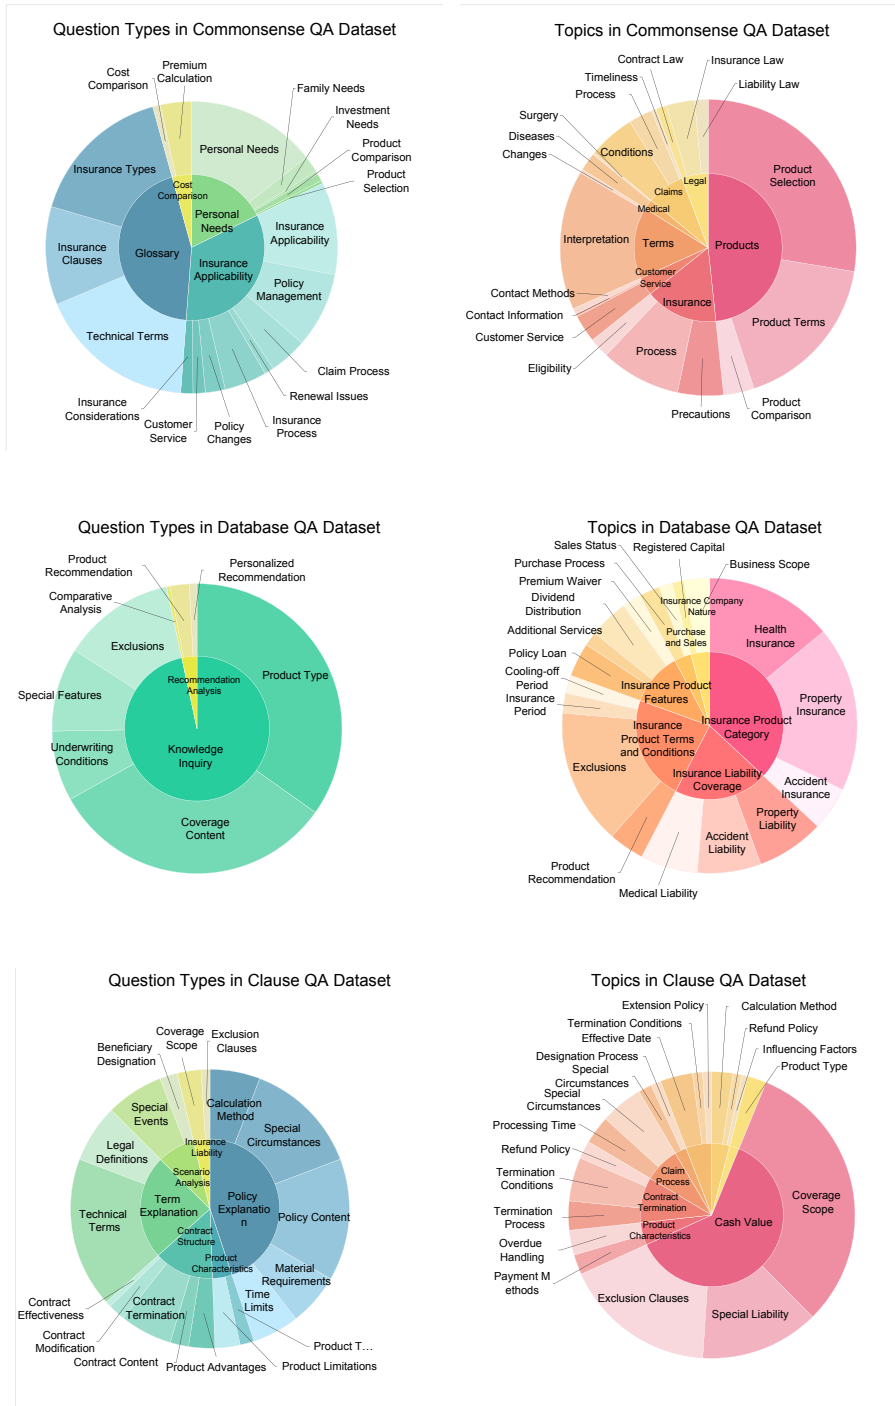 Question Types in Commonsense QA Dataset
Cost
Comparison
Premium
Calculation
Family Needs
Investment
Needs
Product
Comparison
Product
Selection
Personal Needs
Insurance Types
Cost
Comparison
Personal
Needs
Insurance
Applicability
Insurance
Clauses
Glossary
Insurance
Applicability
Policy
Management
Technical Terms
Claim Process
Renewal Issues
Insurance
Considerations
Customer
Service
Policy
Changes
Insurance
Process
Topics in Commonsense QA Dataset
Contract Law
Insurance Law
Timeliness
Liability Law
Process
Surgery
Diseases
Changes
Conditions
Product
Selection
Legal
Claims
Medical
Interpretation
Terms
Products
Customer
Service
Contact Methods
Insurance
Contact Information
Customer Service
Product Terms
Eligibility
Process
Precautions
Product
Comparison
Question Types in Database QA Dataset
Product
Recommendation
Personalized
Recommendation
Comparative
Analysis
Exclusions
Product Type
Recommendation
Analysis
Special Features
Underwriting
Conditions
Knowledge
Inquiry
Coverage
Content
Topics in Database QA Dataset
Sales Status
Registered Capital
Purchase Process
Business Scope
Premium Waiver
Dividend
Distribution
Insurance Company
Nature
Additional Services
Purchase
and Sales
Health
Insurance
Policy Loan
Cooling-off
Period
Insurance Product
Features
Property
Insurance
Insurance
Period
Insurance
Product Terms
and Conditions
Insurance Product
Category
Exclusions
Insurance Liability
Coverage
Accident
Insurance
Property
Liability
Accident
Liability
Product
Recommendation
Medical Liability
Question Types in Clause QA Dataset
Coverage
Scope
Exclusion
Clauses
Beneficiary
Designation
Calculation
Method
Special
Events
Special
Circumstances
Insurance
Liability
Legal
Definitions
Scenario
Analysis
Technical
Terms
Term
Explanation
Policy
Explanatio
n
Policy Content
Contract
Structure
Product
Characteristics
Material
Requirements
Time
Limits
Contract
Effectiveness
Contract
Termination
Contract
Modification
Product T…
Contract Content
Product Advantages
Product Limitations
Topics in Clause QA Dataset
Extension Policy
Calculation Method
Termination Conditions
Refund Policy
Effective Date
Influencing Factors
Designation Process
Product Type
Special
Circumstances
Special
Circumstances
Processing Time
Refund Policy
Claim
Process
Termination
Conditions
Contract
Termination
Coverage
Scope
Termination
Process
Product
Characteristics
Cash Value
Overdue
Handling
Payment M
ethods
Exclusion Clauses
Special Liability